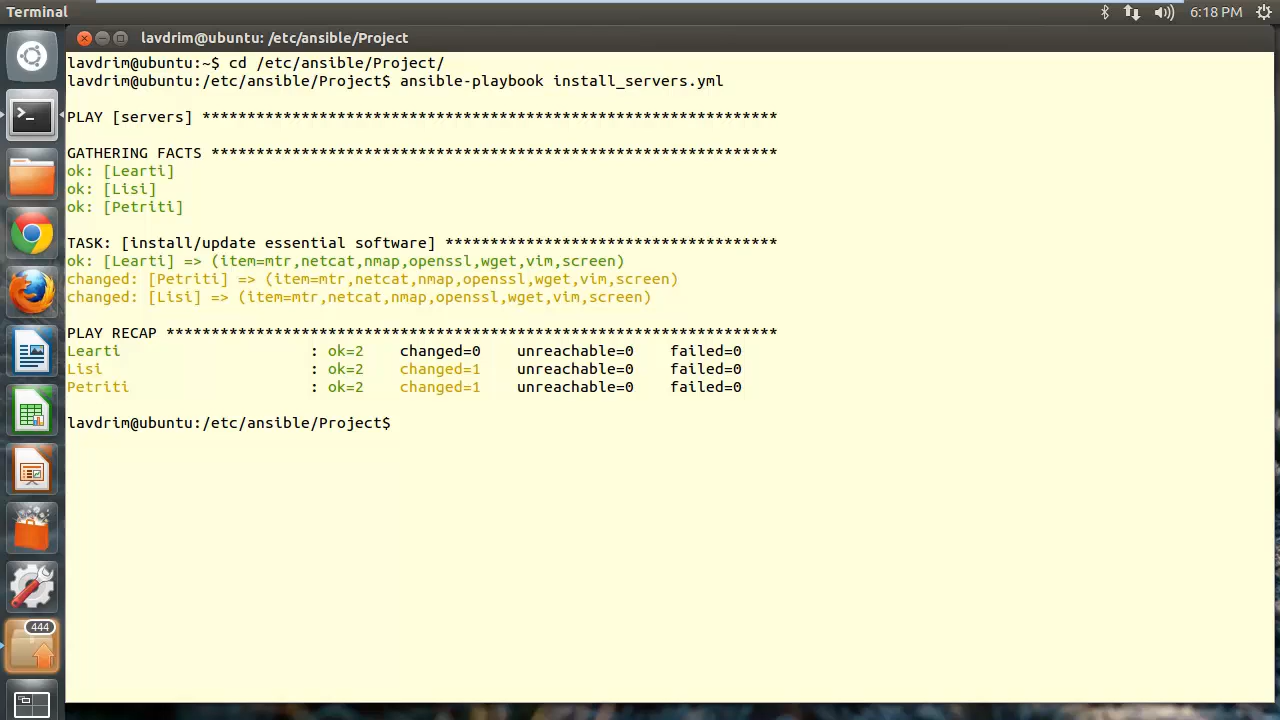 Terminal
6:18 PM
lavdrim@ubuntu: /etc/ansible/Project
lavdrim@ubuntu:~$ cd /etc/ansible/Project/
lavdrim@ubuntu:/etc/ansible/Project$ ansible-playbook install_servers.yml
PLAY [servers] ****************************************************************
GATHERING FACTS ***************************************************************
ok: [Learti]
ok: [Lisi]
ok: [Petriti]
TASK: [install/update essential software] *************************************
ok: [Learti] => (item=mtr,netcat,nmap,openssl,wget,vim,screen)
changed: [Petriti] => (item=mtr,netcat,nmap,openssl,wget,vim,screen)
changed: [Lisi] => (item=mtr,netcat,nmap,openssl,wget,vim,screen)
PLAY RECAP ********************************************************************
Learti : ok=2 changed=0 unreachable=0 failed=0
Lisi : ok=2 changed=1 unreachable=0 failed=0
Petriti : ok=2 changed=1 unreachable=0 failed=0
lavdrim@ubuntu:/etc/ansible/Project$
444